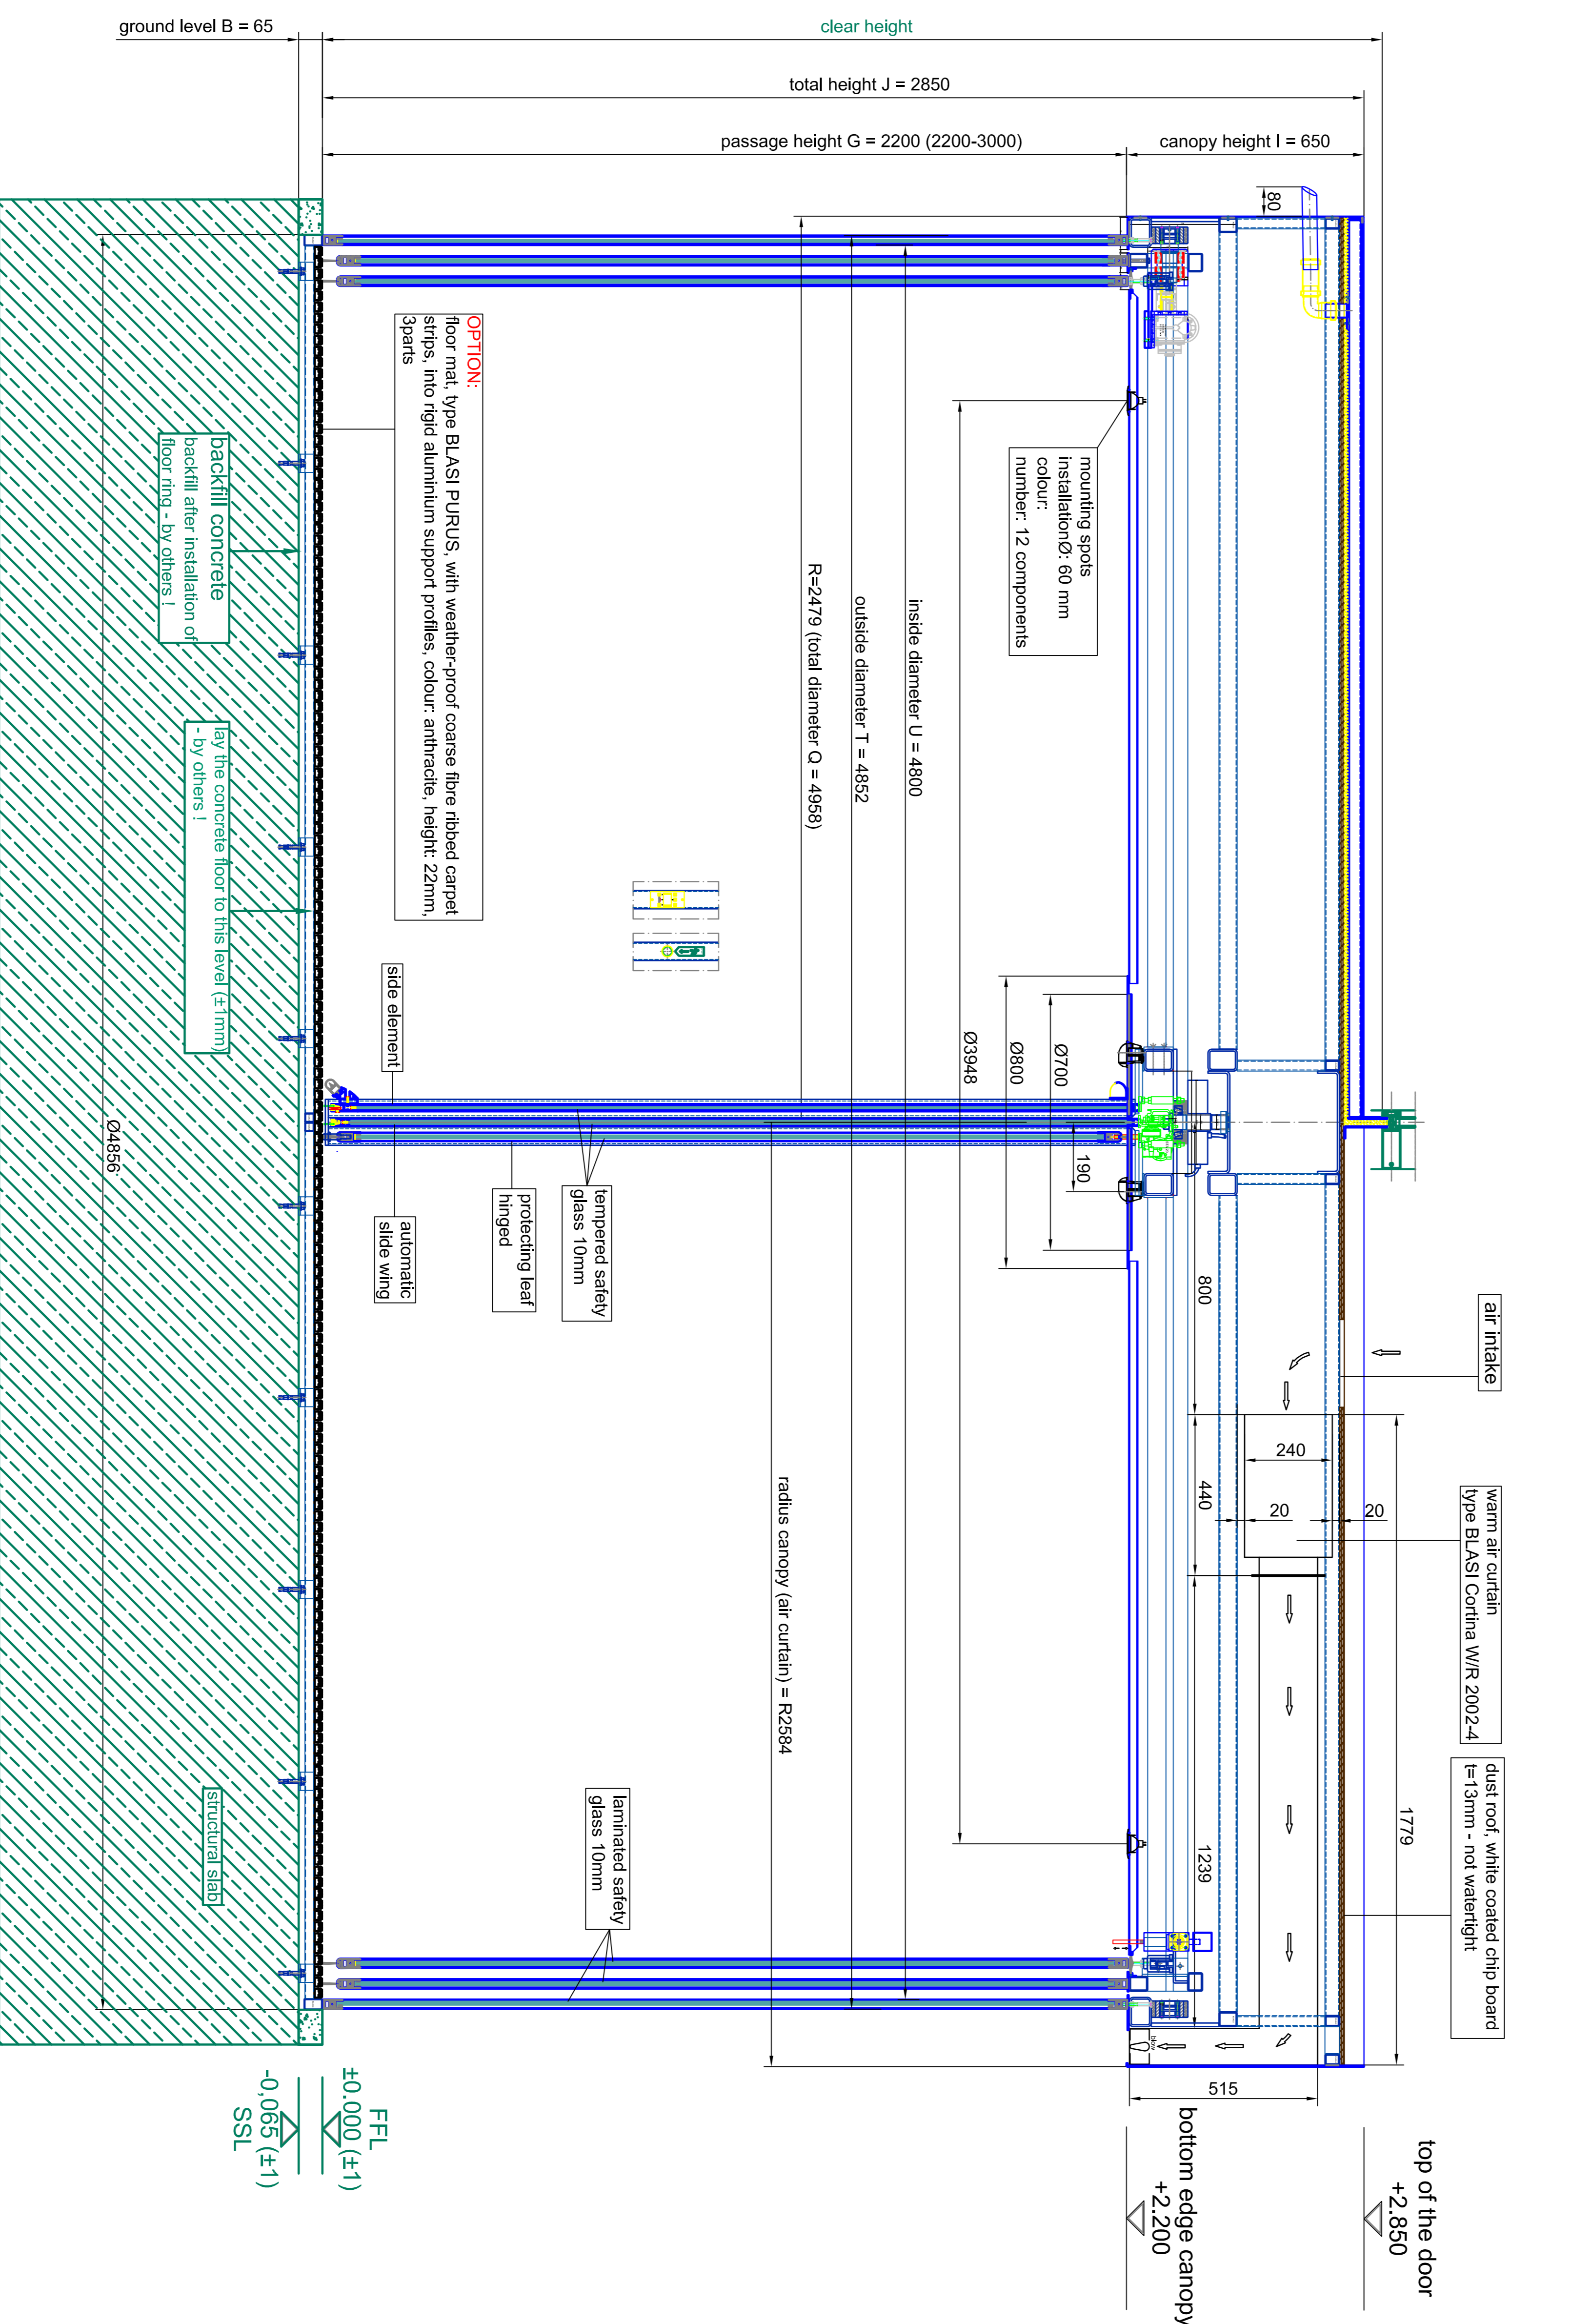 ground level B = 65
clear height
total height J = 2850
passage height G = 2200 (2200-3000)
canopy height I = 650
80
OPTION:
floor mat, type BLASI PURUS, with weather-proof coarse fibre ribbed carpet
strips, into rigid aluminium support profiles, colour: anthracite, height: 22mm,
3parts
mounting spots
installationØ: 60 mm
colour:
number: 12 components
backfill concrete
backfill after installation of
floor ring - by others !
lay the concrete floor to this level (±1mm)
- by others !
R=2479 (total diameter Q = 4958)
outside diameter T = 4852
inside diameter U = 4800
Ø3948
Ø800
Ø700
190
side element
Ø4856
tempered safety
glass 10mm
protecting leaf
hinged
automatic
slide wing
800
air intake
240
440
20
20
warm air curtain
type BLASI Cortina W/R 2002-4
1779
dust roof, white coated chip board
t=13mm - not watertight
radius canopy (air curtain) = R2584
1239
laminated safety
glass 10mm
structural slab
blow
515
FFL
±0.000 (±1)
-0,065 (±1)
SSL
top of the door
+2.850
bottom edge canopy
+2.200